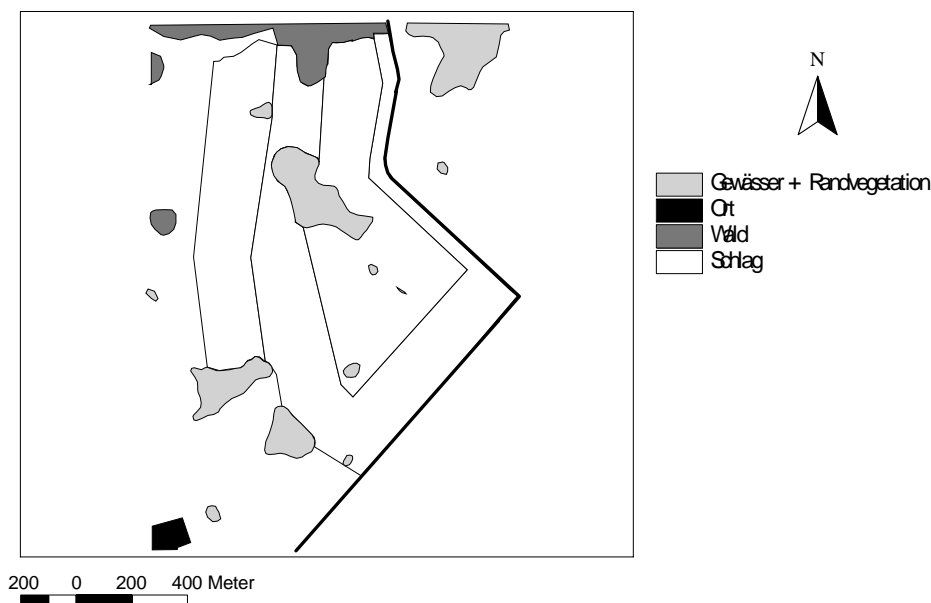 N
Gewässer + Randvegetation
Ort
Wald
Schlag
200 0 200 400 Meter